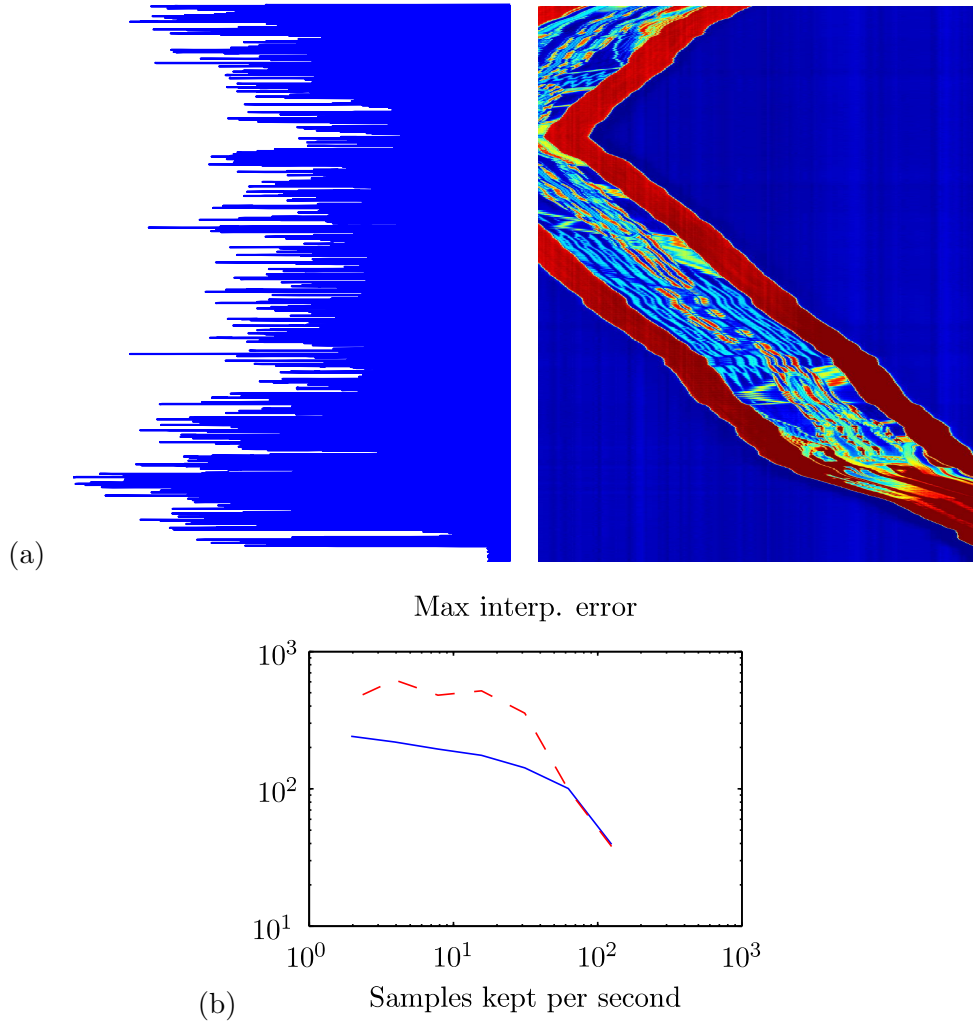 (a)
Max interp. error
10^3
10^2
10^1
10^0 10^1 10^2 10^3
(b)
Samples kept per second